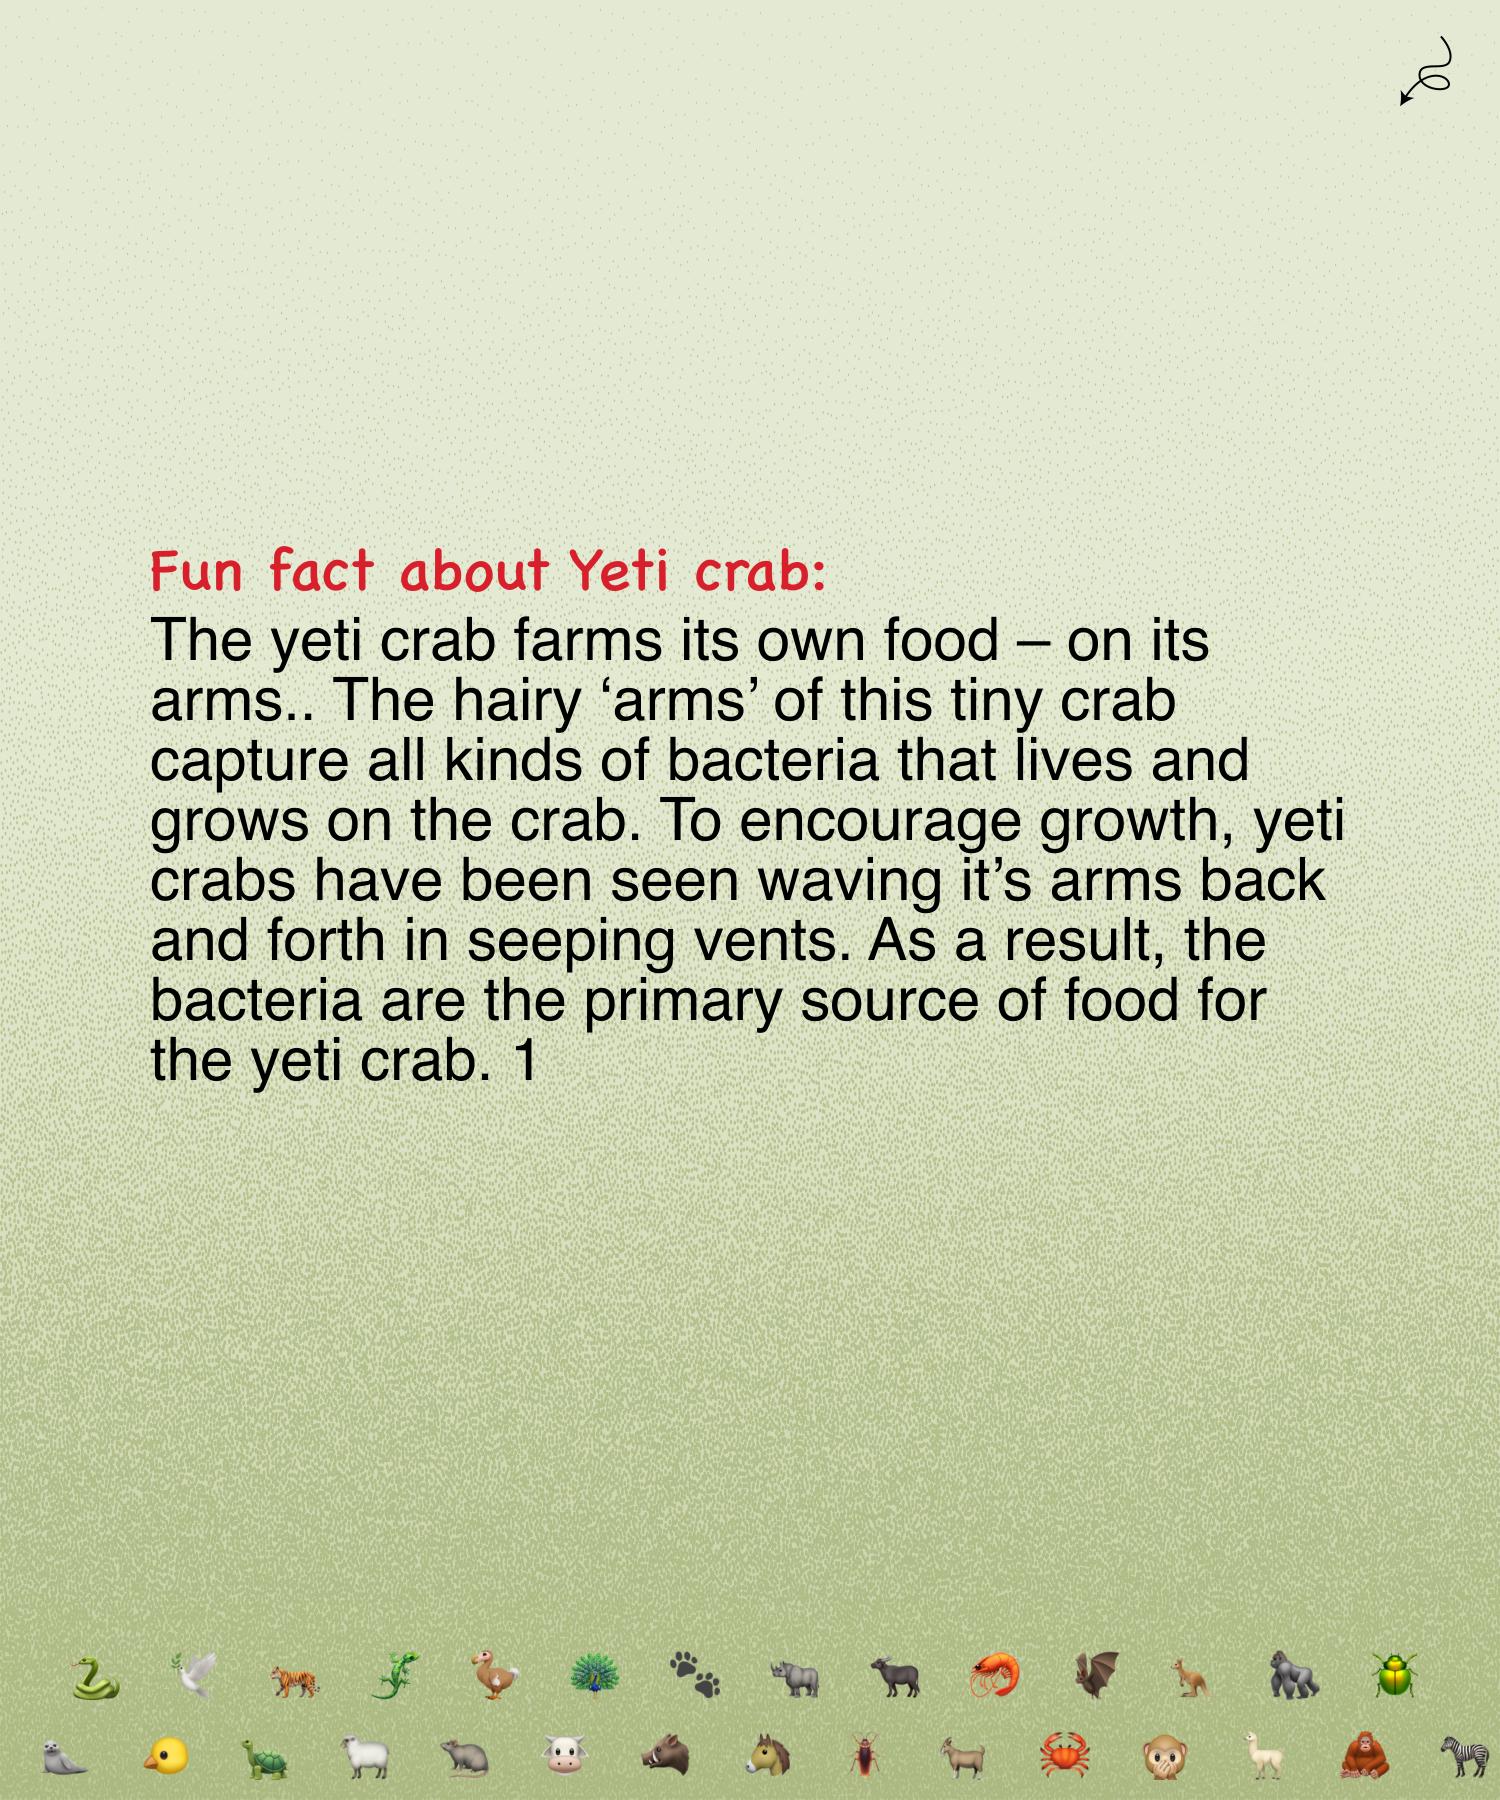 Fun fact about Yeti crab:
The yeti crab farms its own food – on its
arms.. The hairy ‘arms’ of this tiny crab
capture all kinds of bacteria that lives and
grows on the crab. To encourage growth, yeti
crabs have been seen waving it’s arms back
and forth in seeping vents. As a result, the
bacteria are the primary source of food for
the yeti crab. 1